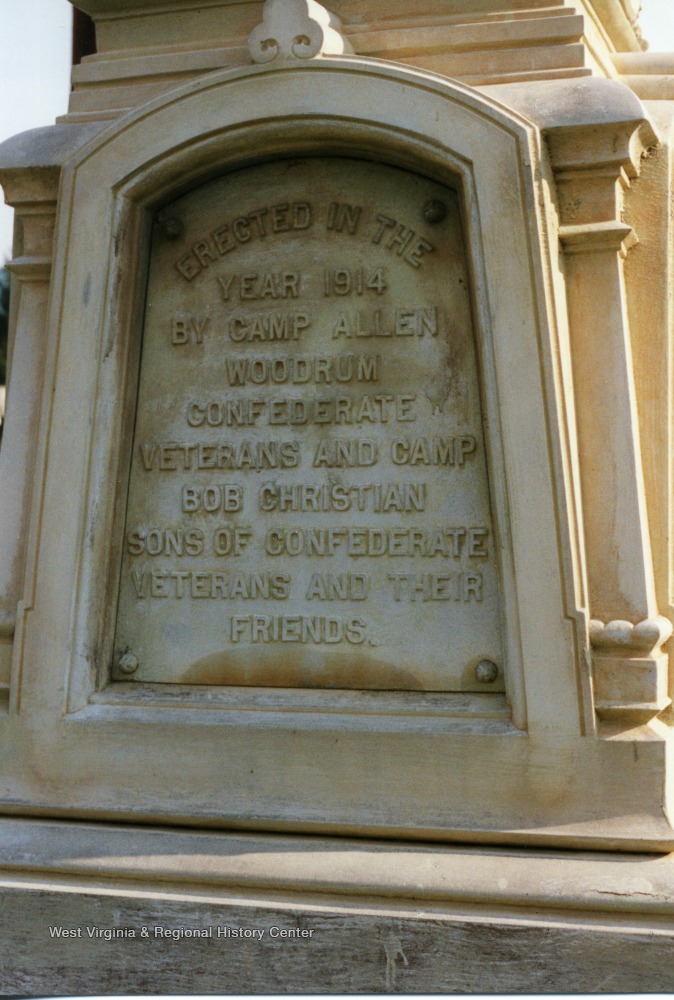 ERECTED IN THE
YEAR 1914
BY CAMP ALLEN
WOODRUM
CONFEDERATE
VETERANS AND CAMP
BOB CHRISTIAN
SONS OF CONFEDERATE
VETERANS AND THEIR
FRIENDS.
West Virginia & Regional History Center